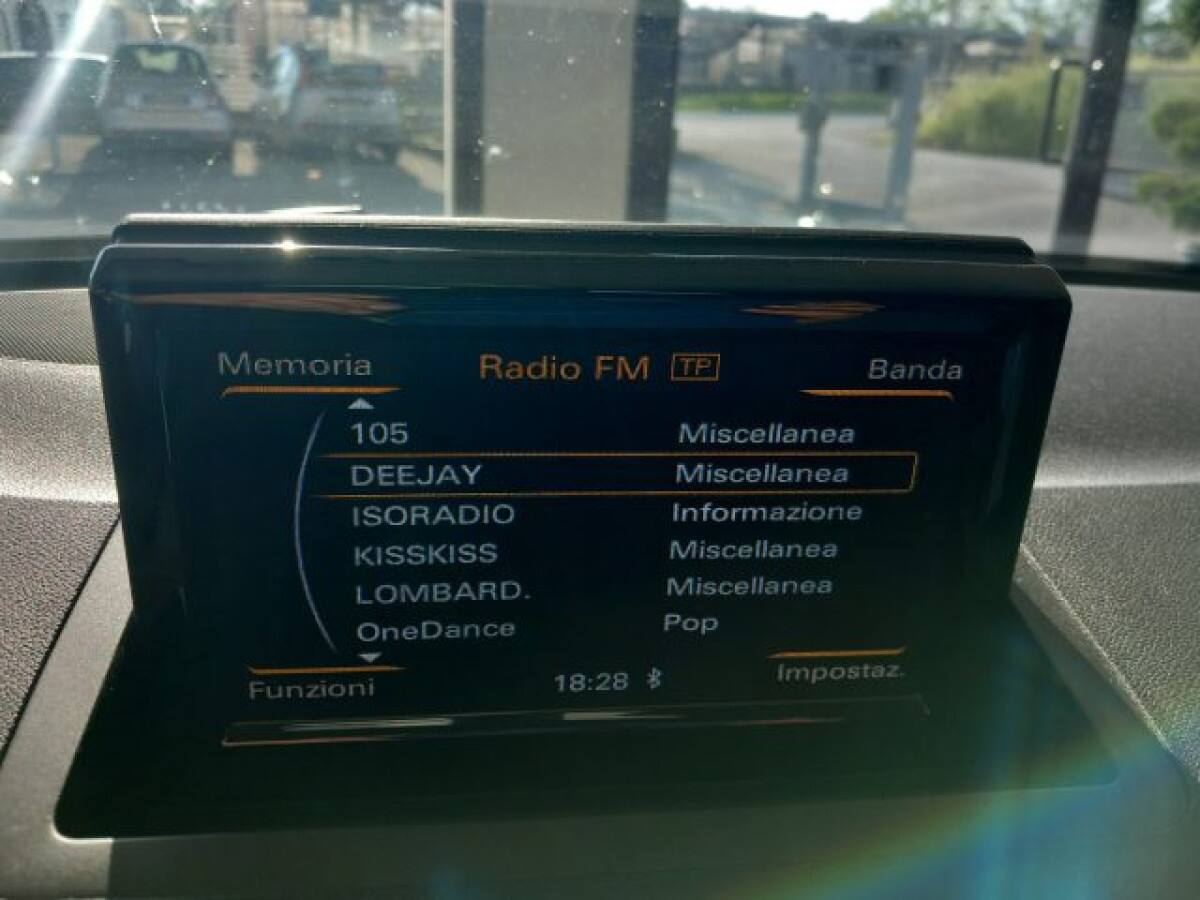 Memoria Radio FM TP Banda
105 Miscellanea
DEEJAY Miscellanea
ISORADIO Informazione
KISSKISS Miscellanea
LOMBARD. Miscellanea
OneDance Pop
Funzioni 18:28 Impostaz.